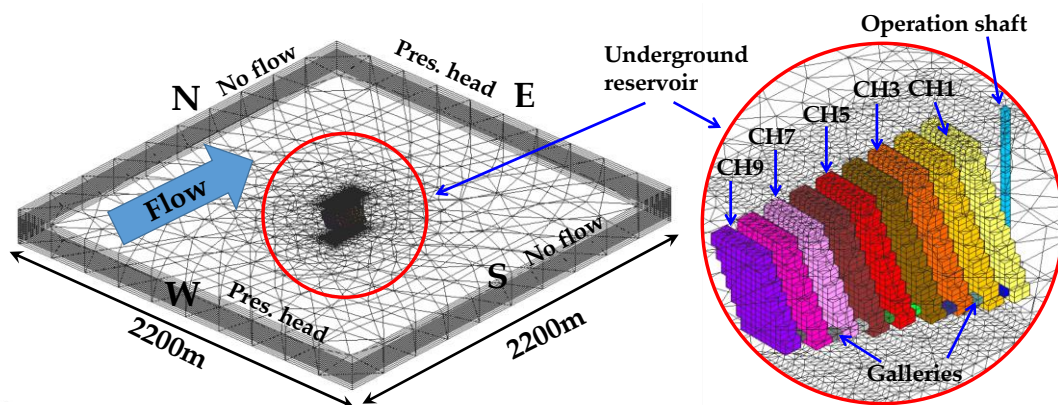 N
No flow
Pres. head
E
Flow
W
Pres. head
S
No flow
2200m
2200m
Underground
reservoir
Operation shaft
CH3 CH1
CH5
CH7
CH9
Galleries